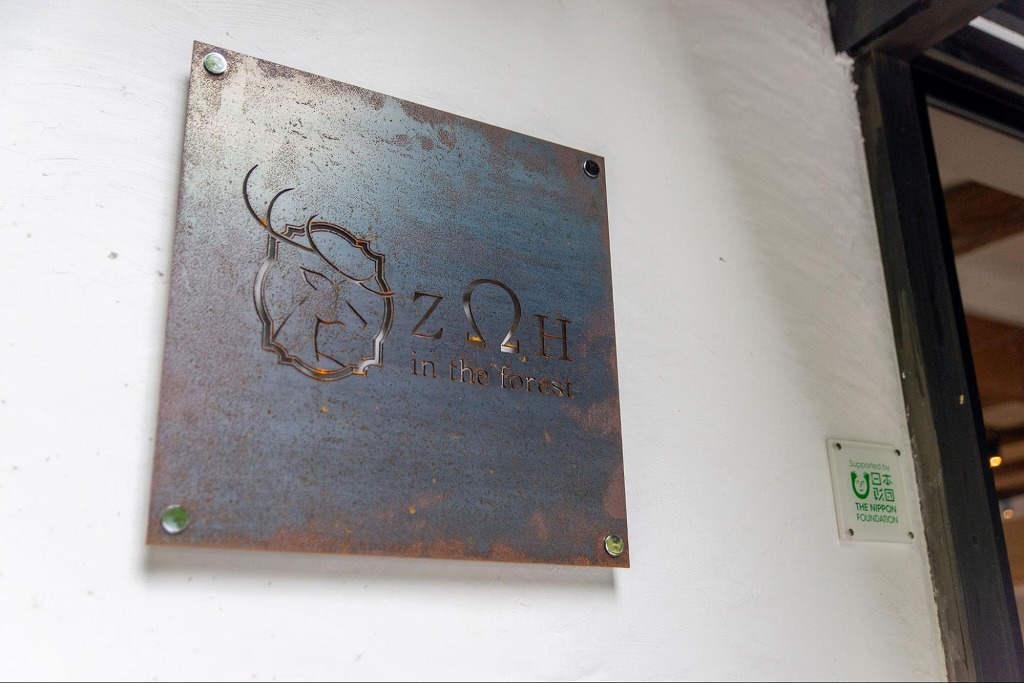 ZΩH
in the forest
Supported by
日本
財団
THE NIPPON
FOUNDATION